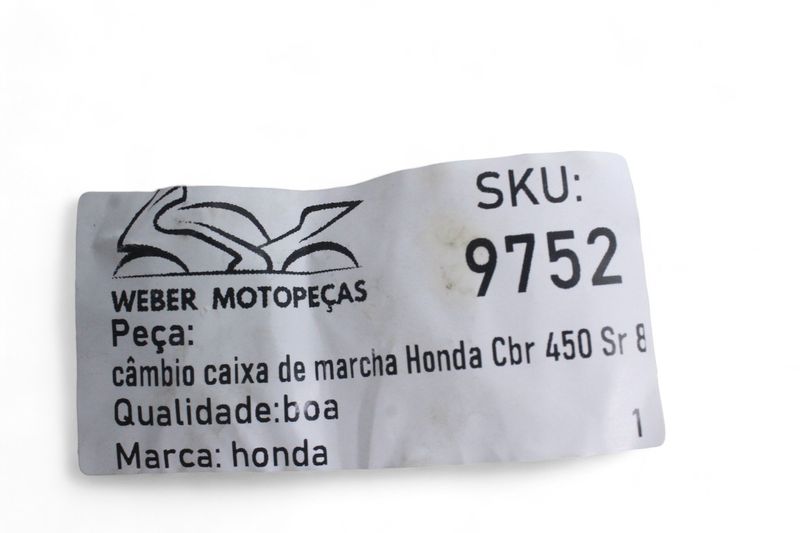 WEBER MOTOPEÇAS
SKU:
9752
Peça:
câmbio caixa de marcha Honda Cbr 450 Sr 8
Qualidade:boa
1
Marca: honda